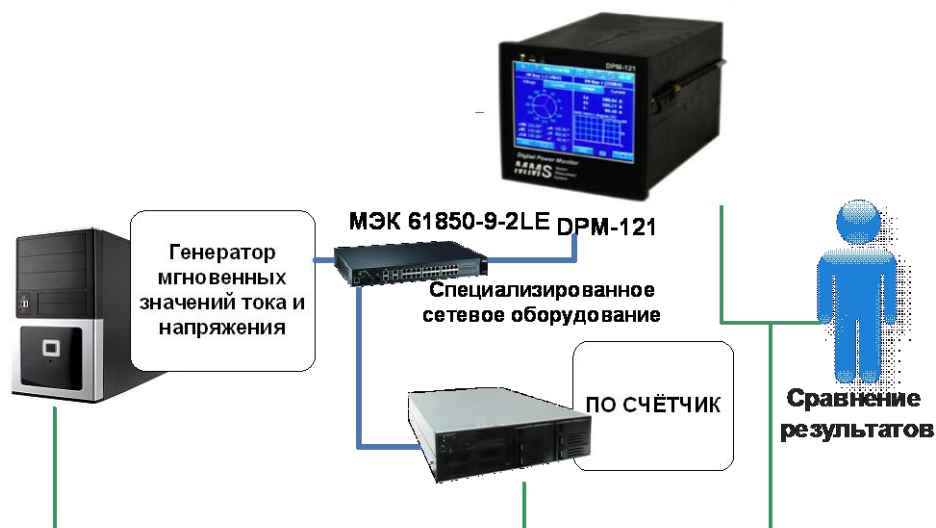 DPM-121
Digital Power Monitor
MMS
МЭК 61850-9-2LE
DPM-121
Генератор
мгновенных
значений тока и
напряжения
Специализированное
сетевое оборудование
ПО СЧЁТЧИК
Сравнение
результатов